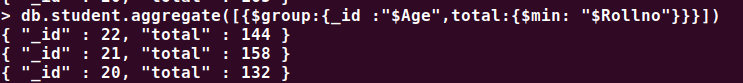 > db.student.aggregate([{$group:{_id :"$Age",total:{$min: "$Rollno"}}}])
{ "_id" : 22, "total" : 144 }
{ "_id" : 21, "total" : 158 }
{ "_id" : 20, "total" : 132 }